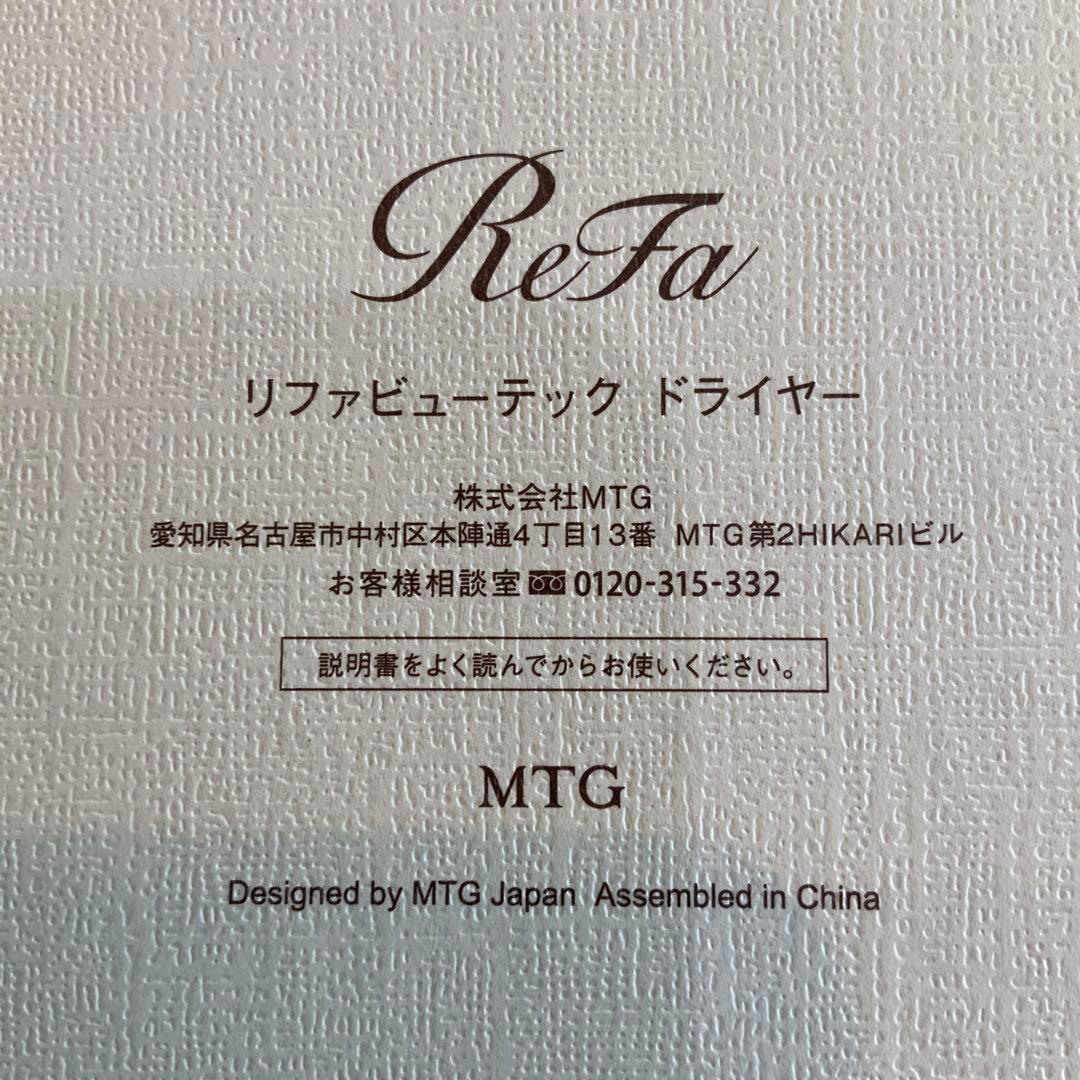 ReFa
リファビューテック ドライヤー
株式会社MTG
愛知県名古屋市中村区本陣通4丁目13番 MTG第2HIKARIビル
お客様相談室 0120-315-332
説明書をよく読んでからお使いください。
MTG
Designed by MTG Japan Assembled in China